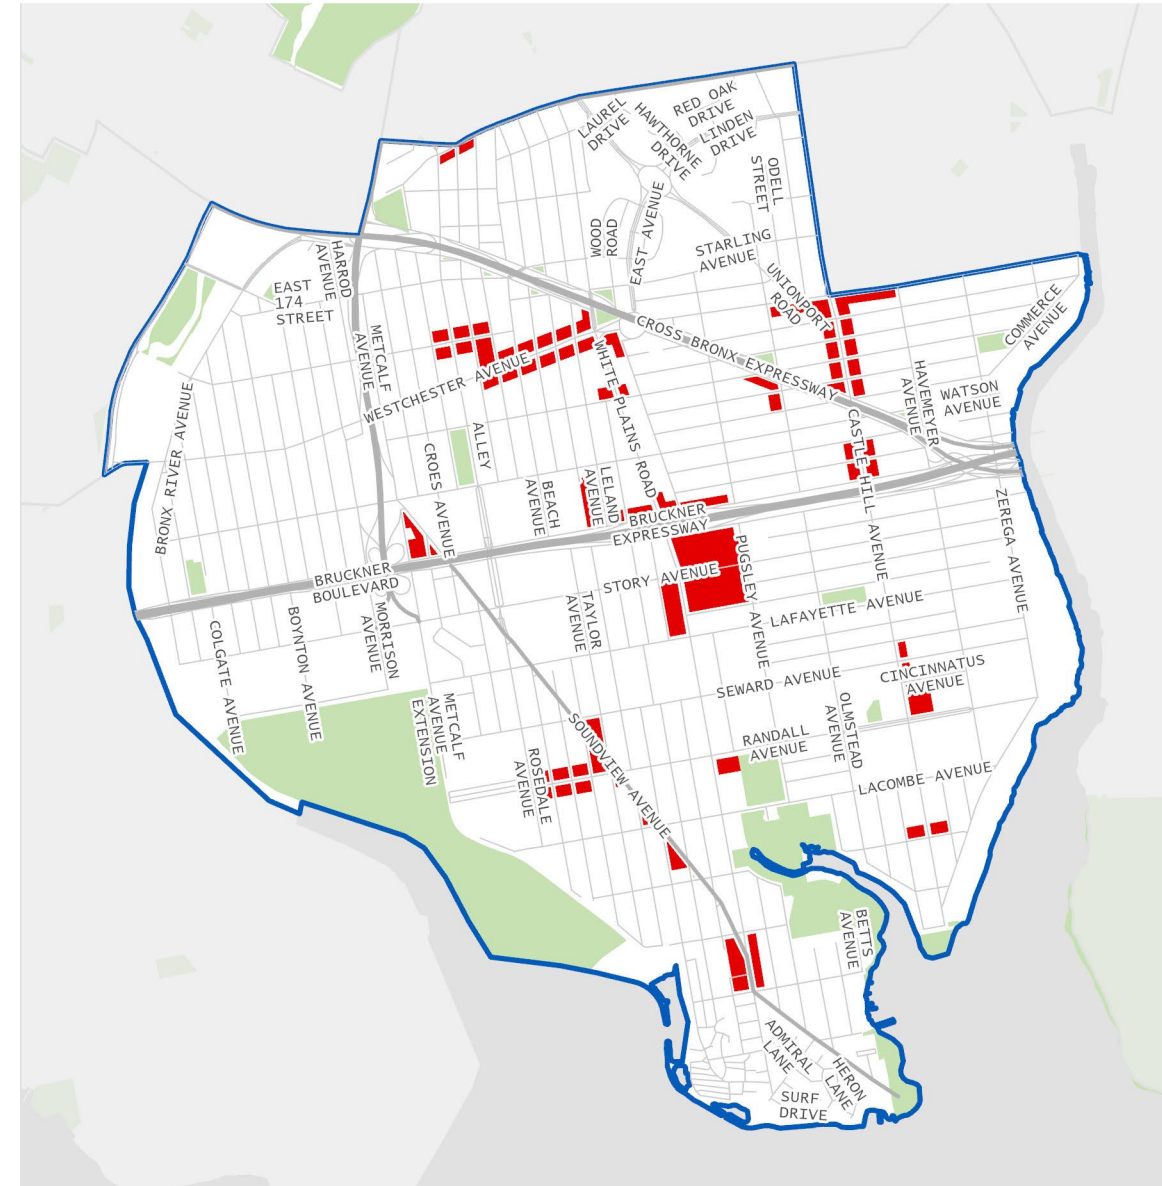 LAUREL
DRIVE
HAWTHORNE
DRIVE
RED OAK
DRIVE
LINDEN
DRIVE
ODELL
STREET
WOOD
ROAD
EAST AVENUE
STARLING
AVENUE
UNIONPORT
ROAD
HARROD
AVENUE
EAST
174
STREET
METCALF
AVENUE
COMMERCE
AVENUE
CROSS BRONX EXPRESSWAY
WESTCHESTER AVENUE
WHITE PLAINS ROAD
HAVEMEYER
AVENUE
WATSON
AVENUE
BRONX RIVER AVENUE
CROES AVENUE
ALLEY
BEACH
AVENUE
LELAND
AVENUE
CASTLE HILL AVENUE
ZEREGA AVENUE
BRUCKNER
EXPRESSWAY
BRUCKNER
BOULEVARD
STORY AVENUE
PUGSLEY AVENUE
LAFAYETTE AVENUE
TAYLOR
AVENUE
COLGATE AVENUE
BOYNTON AVENUE
MORRISON
AVENUE
SEWARD AVENUE
CINCINNATUS
AVENUE
METCALF
AVENUE
EXTENSION
SOUNDVIEW AVENUE
OLMSTEAD
AVENUE
RANDALL
AVENUE
ROSEDALE
AVENUE
LACOMBE AVENUE
BETTS
AVENUE
ADMIRAL
LANE
HERON
LANE
SURF
DRIVE